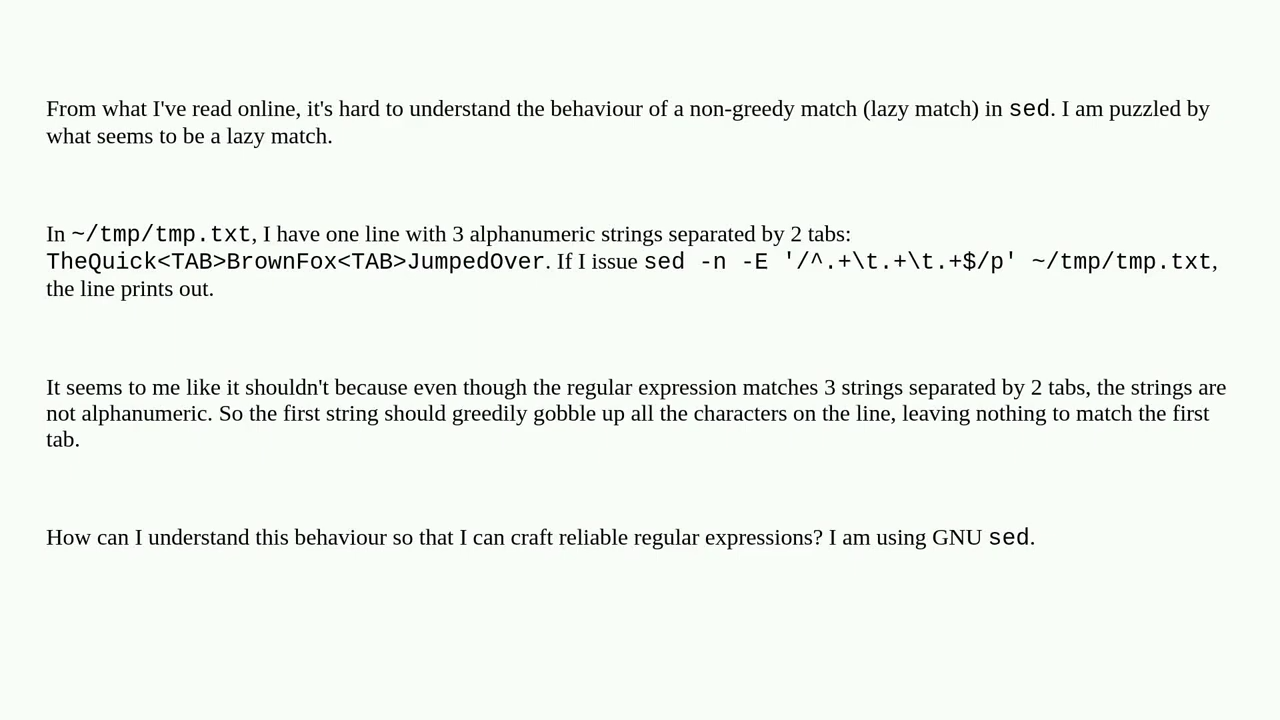 From what I've read online, it's hard to understand the behaviour of a non-greedy match (lazy match) in sed. I am puzzled by
what seems to be a lazy match.
In ~/tmp/tmp.txt, I have one line with 3 alphanumeric strings separated by 2 tabs:
TheQuick<TAB>BrownFox<TAB>JumpedOver. If I issue sed -n -E '/^.+\t.+\t.+$/p' ~/tmp/tmp.txt,
the line prints out.
It seems to me like it shouldn't because even though the regular expression matches 3 strings separated by 2 tabs, the strings are
not alphanumeric. So the first string should greedily gobble up all the characters on the line, leaving nothing to match the first
tab.
How can I understand this behaviour so that I can craft reliable regular expressions? I am using GNU sed.